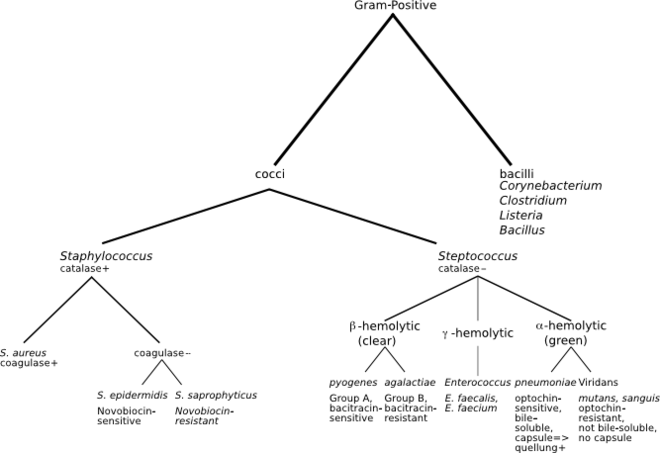 Gram-Positive
cocci
bacilli
Corynebacterium
Clostridium
Listeria
Bacillus
Staphylococcus
catalase+
Steptococcus
catalase–
S. aureus
coagulase+
coagulase–
S. epidermidis
Novobiocin-
sensitive
S. saprophyticus
Novobiocin-
resistant
β-hemolytic
(clear)
γ -hemolytic
α-hemolytic
(green)
pyogenes
Group A,
bacitracin-
sensitive
agalactiae
Group B,
bacitracin-
resistant
Enterococcus
E. faecalis,
E. faecium
pneumoniae
optochin-
sensitive,
bile-
soluble,
capsule=>
quellung+
Viridans
mutans, sanguis
optochin-
resistant,
not bile-soluble,
no capsule